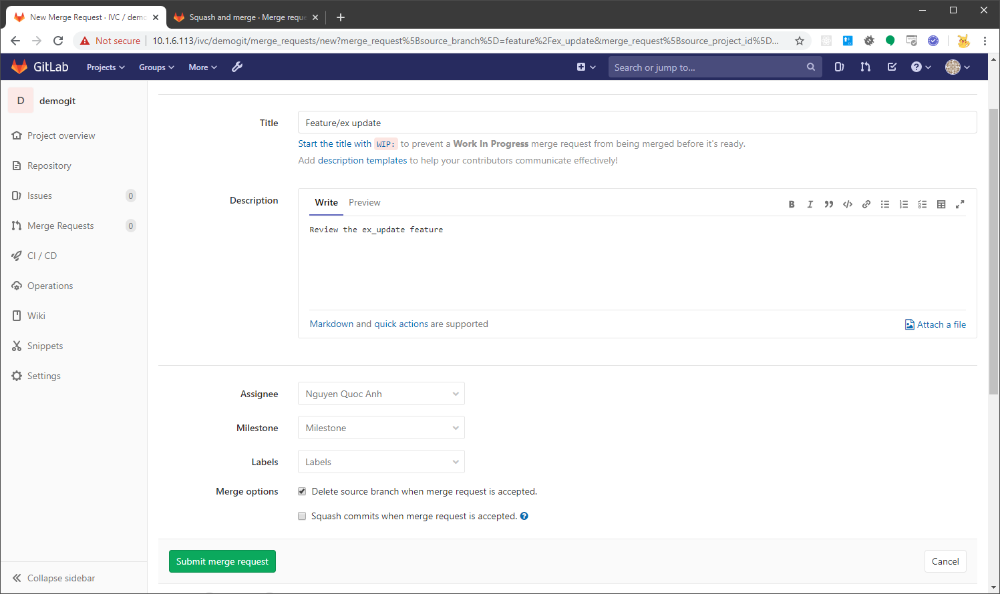 New Merge Request · IVC / demo
Squash and merge · Merge reque
Not secure
10.1.6.113/ivc/demogit/merge_requests/new?merge_request%5Bsource_branch%5D=feature%2Fex_update&merge_request%5Bsource_project_id%5D...
GitLab
Projects
Groups
More
Search or jump to...
D
demogit
Project overview
Repository
Issues
0
Merge Requests
0
CI / CD
Operations
Wiki
Snippets
Settings
Collapse sidebar
Title
Feature/ex update
Start the title with WIP: to prevent a Work In Progress merge request from being merged before it's ready.
Add description templates to help your contributors communicate effectively!
Description
Write
Preview
Review the ex_update feature
Markdown and quick actions are supported
Attach a file
Assignee
Nguyen Quoc Anh
Milestone
Milestone
Labels
Labels
Merge options
Delete source branch when merge request is accepted.
Squash commits when merge request is accepted.
Submit merge request
Cancel